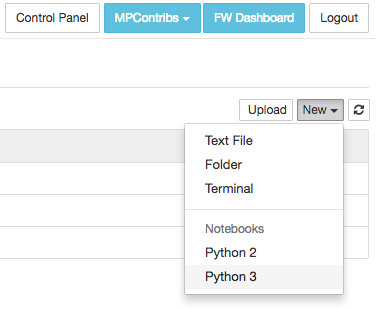 Control Panel MPContribs FW Dashboard Logout
Upload New
Text File
Folder
Terminal
Notebooks
Python 2
Python 3